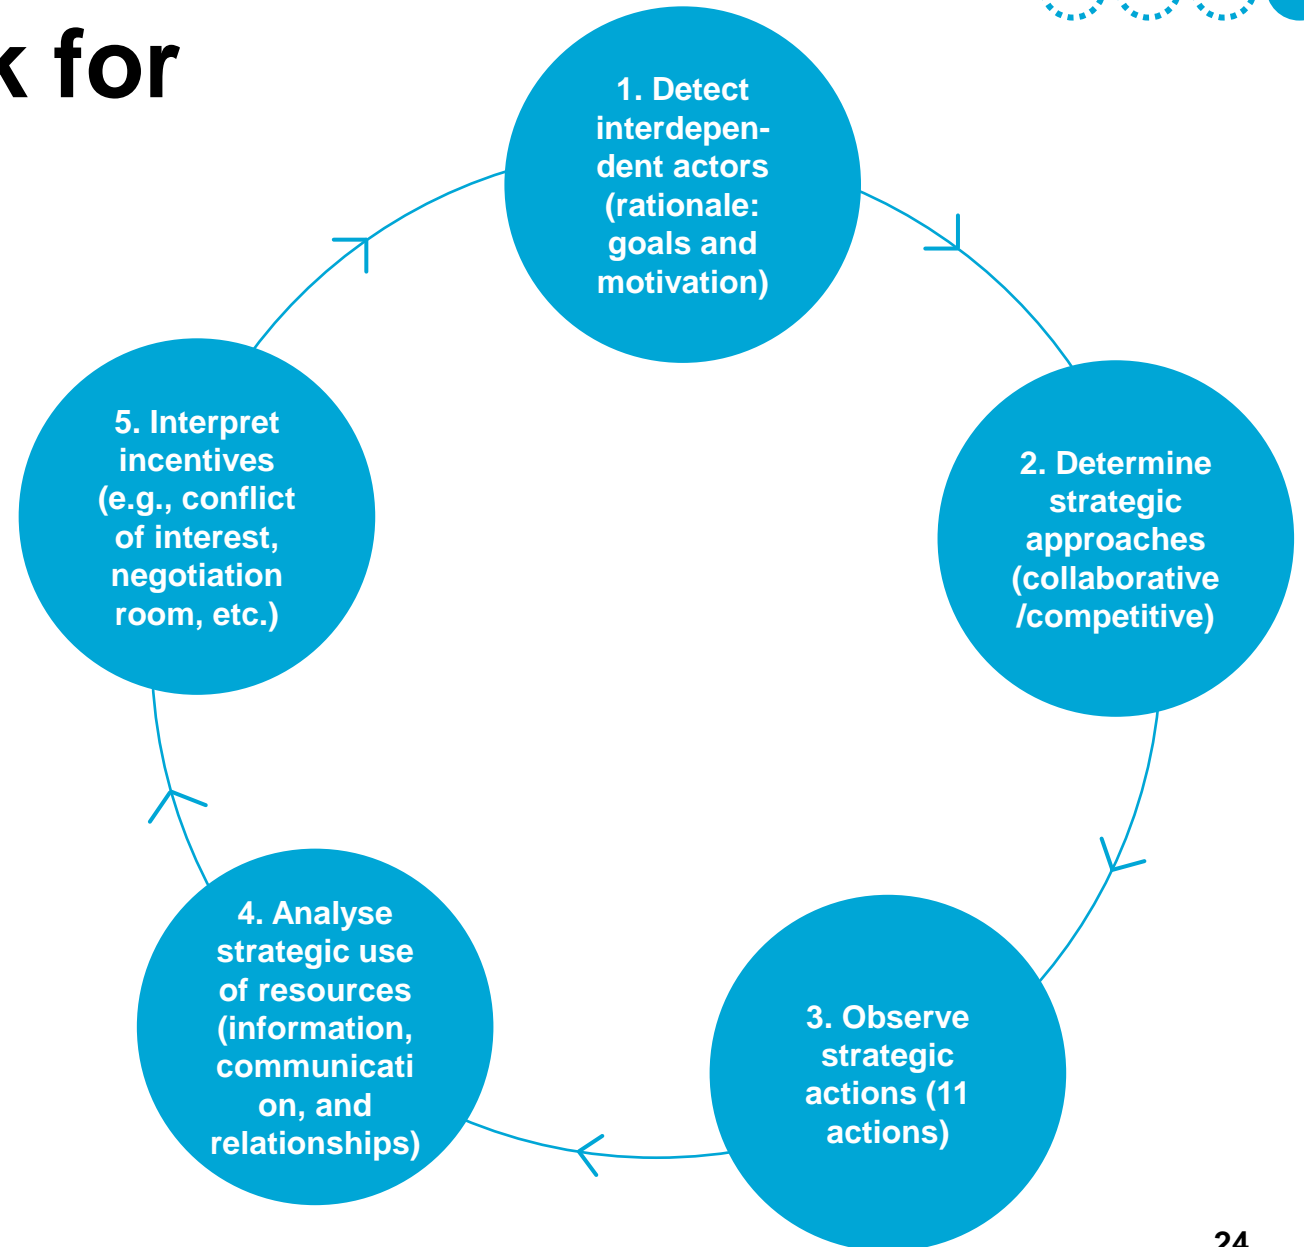 k for
1. Detect
interdepen-
dent actors
(rationale:
goals and
motivation)
2. Determine
strategic
approaches
(collaborative
/competitive)
3. Observe
strategic
actions (11
actions)
4. Analyse
strategic use
of resources
(information,
communicati
on, and
relationships)
5. Interpret
incentives
(e.g., conflict
of interest,
negotiation
room, etc.)
24